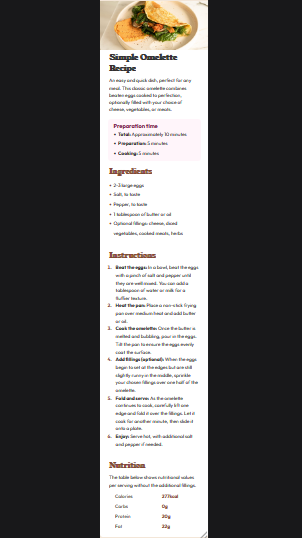 Simple Omelette
Recipe
An easy and quick dish, perfect for any
meal. This classic omelette combines
beaten eggs cooked to perfection,
optionally filled with your choice of
cheese, vegetables, or meats.
Preparation time
• Total: Approximately 10 minutes
• Preparation: 5 minutes
• Cooking: 5 minutes
Ingredients
• 2-3 large eggs
• Salt, to taste
• Pepper, to taste
• 1 tablespoon of butter or oil
• Optional fillings: cheese, diced
vegetables, cooked meats, herbs
Instructions
1. Beat the eggs: In a bowl, beat the eggs
with a pinch of salt and pepper until
they are well mixed. You can add a
tablespoon of water or milk for a
fluffier texture.
2. Heat the pan: Place a non-stick frying
pan over medium heat and add butter
or oil.
3. Cook the omelette: Once the butter is
melted and bubbling, pour in the eggs.
Tilt the pan to ensure the eggs evenly
coat the surface.
4. Add fillings (optional): When the eggs
begin to set at the edges but are still
slightly runny in the middle, sprinkle
your chosen fillings over one half of the
omelette.
5. Fold and serve: As the omelette
continues to cook, carefully lift one
edge and fold it over the fillings. Let it
cook for another minute, then slide it
onto a plate.
6. Enjoy: Serve hot, with additional salt
and pepper if needed.
Nutrition
The table below shows nutritional values
per serving without the additional fillings.
Calories 277kcal
Carbs 0g
Protein 20g
Fat 22g